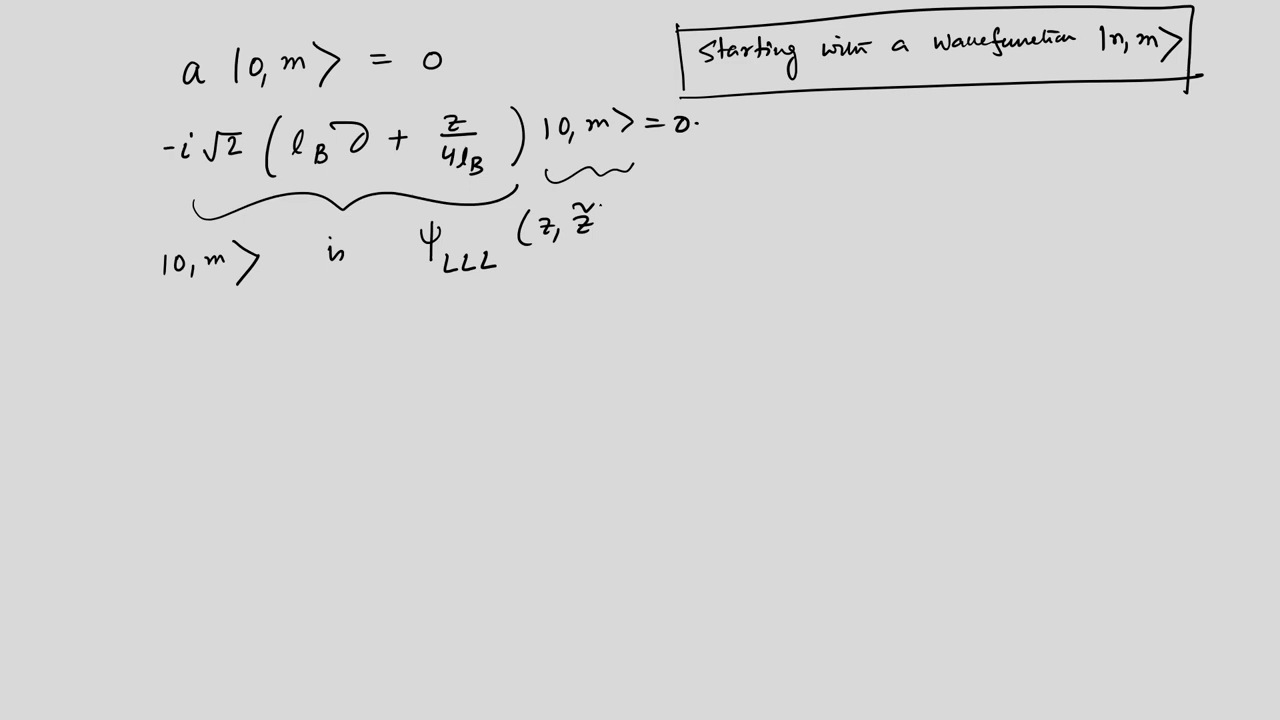 a |0, m⟩ = 0
Starting with a wavefunction |n, m⟩
-i √2 ( l_B ∂ + z/4l_B ) |0, m⟩ = 0.
|0, m⟩ is ψ_LLL (z, z̃